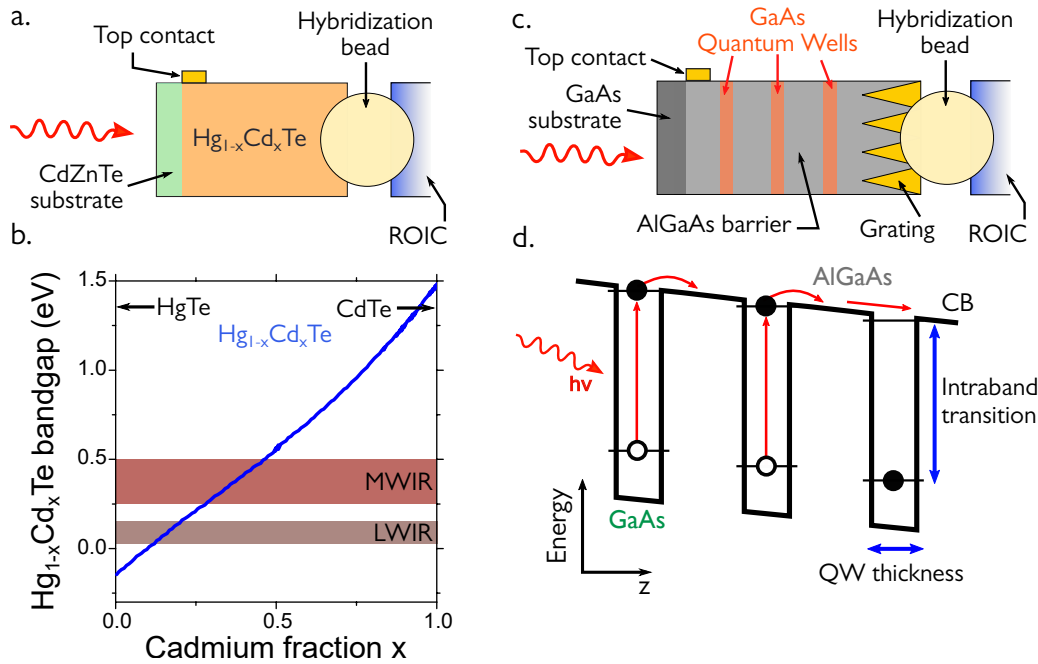 a.
Top contact
Hybridization
bead
Hg1-xCdxTe
CdZnTe
substrate
ROIC
b.
Hg1-xCdxTe bandgap (eV)
1.5
1.0
0.5
0.0
HgTe
CdTe
Hg1-xCdxTe
MWIR
LWIR
0.0
0.5
1.0
Cadmium fraction x
c.
GaAs
Quantum Wells
Hybridization
bead
Top contact
GaAs
substrate
AlGaAs barrier
Grating
ROIC
d.
AlGaAs
CB
hν
Intraband
transition
GaAs
Energy
z
QW thickness